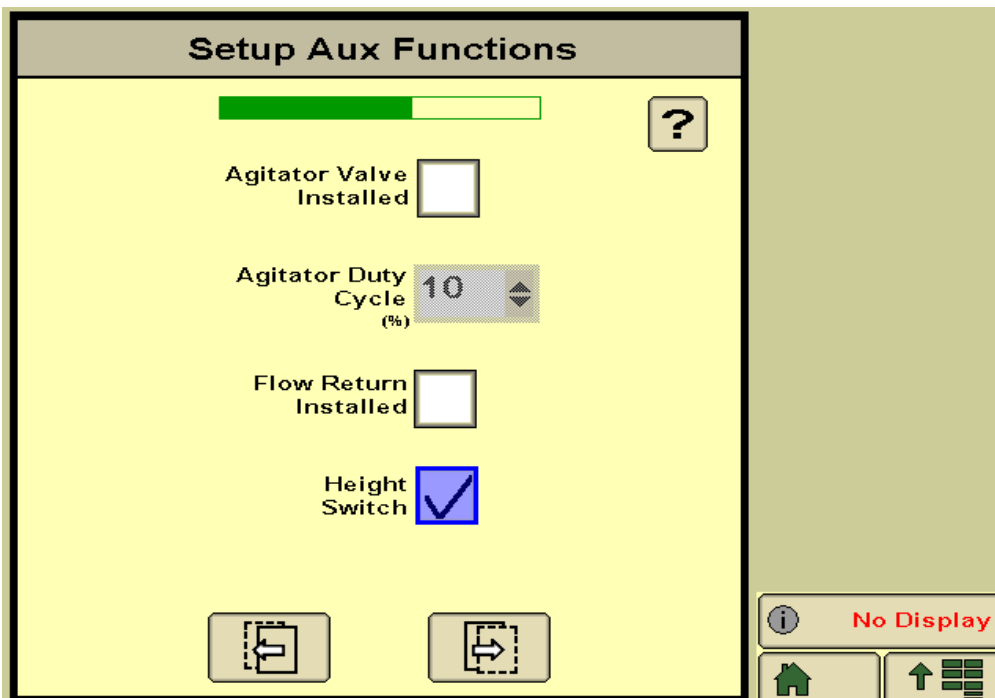 Setup Aux Functions
?
Agitator Valve
Installed
Agitator Duty
Cycle
(%)
10
Flow Return
Installed
Height
Switch
i
No Display